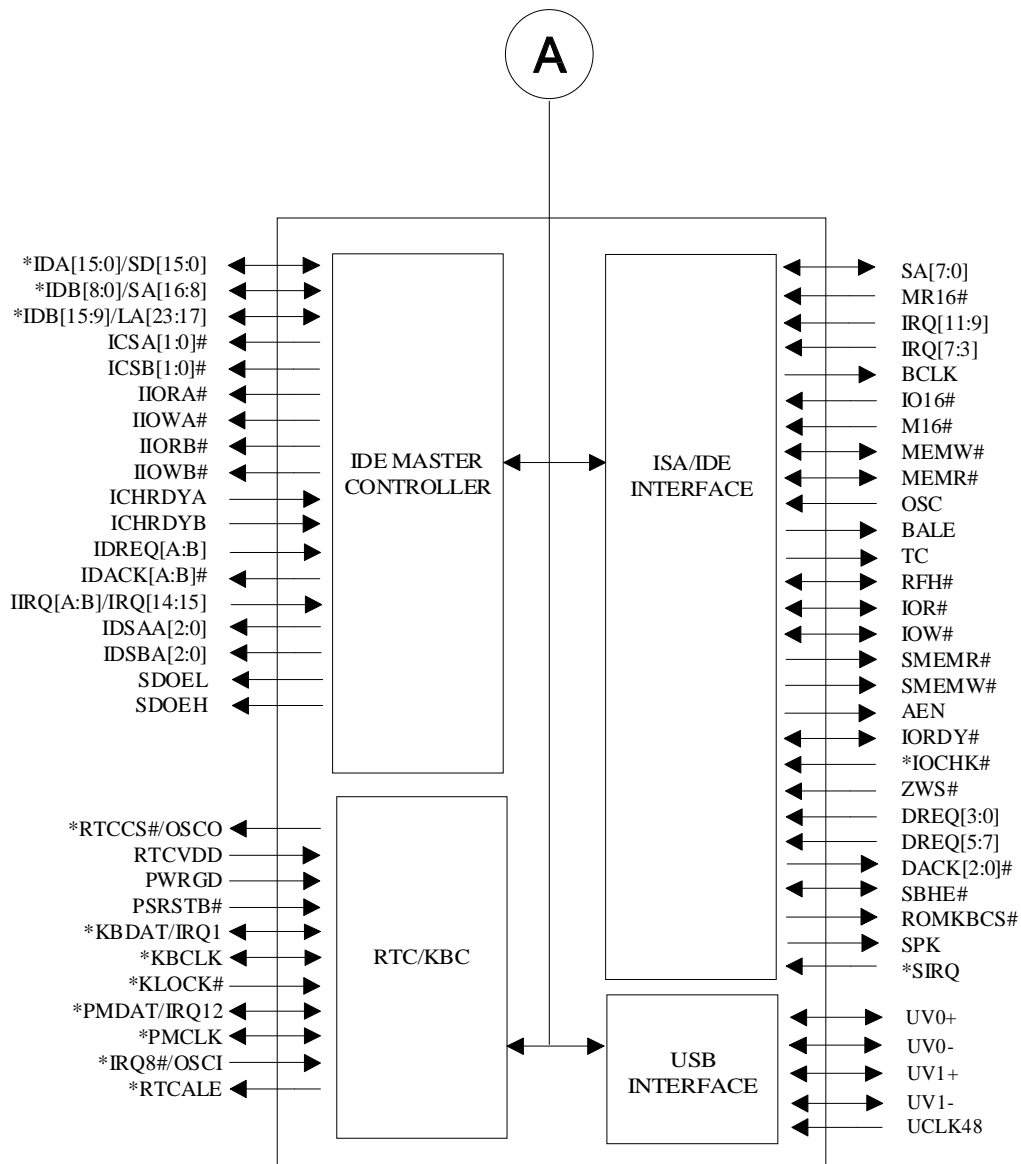 A
*IDA[15:0]/SD[15:0]
*IDB[8:0]/SA[16:8]
*IDB[15:9]/LA[23:17]
ICSA[1:0]#
ICSB[1:0]#
IIORA#
IIOWA#
IIORB#
IIOWB#
ICHRDYA
ICHRDYB
IDREQ[A:B]
IDACK[A:B]#
IIRQ[A:B]/IRQ[14:15]
IDSAA[2:0]
IDSBA[2:0]
SDOEL
SDOEH
IDE MASTER
CONTROLLER
ISA/IDE
INTERFACE
SA[7:0]
MR16#
IRQ[11:9]
IRQ[7:3]
BCLK
IO16#
M16#
MEMW#
MEMR#
OSC
BALE
TC
RFH#
IOR#
IOW#
SMEMR#
SMEMW#
AEN
IORDY#
*IOCHK#
ZWS#
DREQ[3:0]
DREQ[5:7]
DACK[2:0]#
SBHE#
ROMKBCS#
SPK
*SIRQ
*RTCCS#/OSCO
RTCVDD
PWRGD
PSRSTB#
*KBDAT/IRQ1
*KBCLK
*KLOCK#
*PMDAT/IRQ12
*PMCLK
*IRQ8#/OSCI
*RTCALE
RTC/KBC
USB
INTERFACE
UV0+
UV0-
UV1+
UV1-
UCLK48